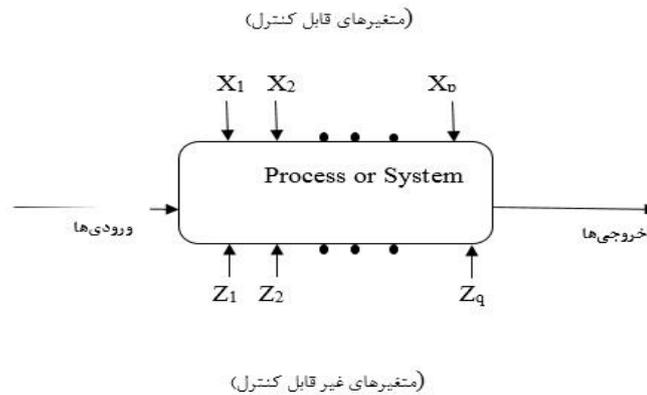 (متغیرهای قابل کنترل)
X₁ X₂ Xₚ
Process or System
ورودی‌ها
خروجی‌ها
Z₁ Z₂ Z_q
(متغیرهای غیر قابل کنترل)